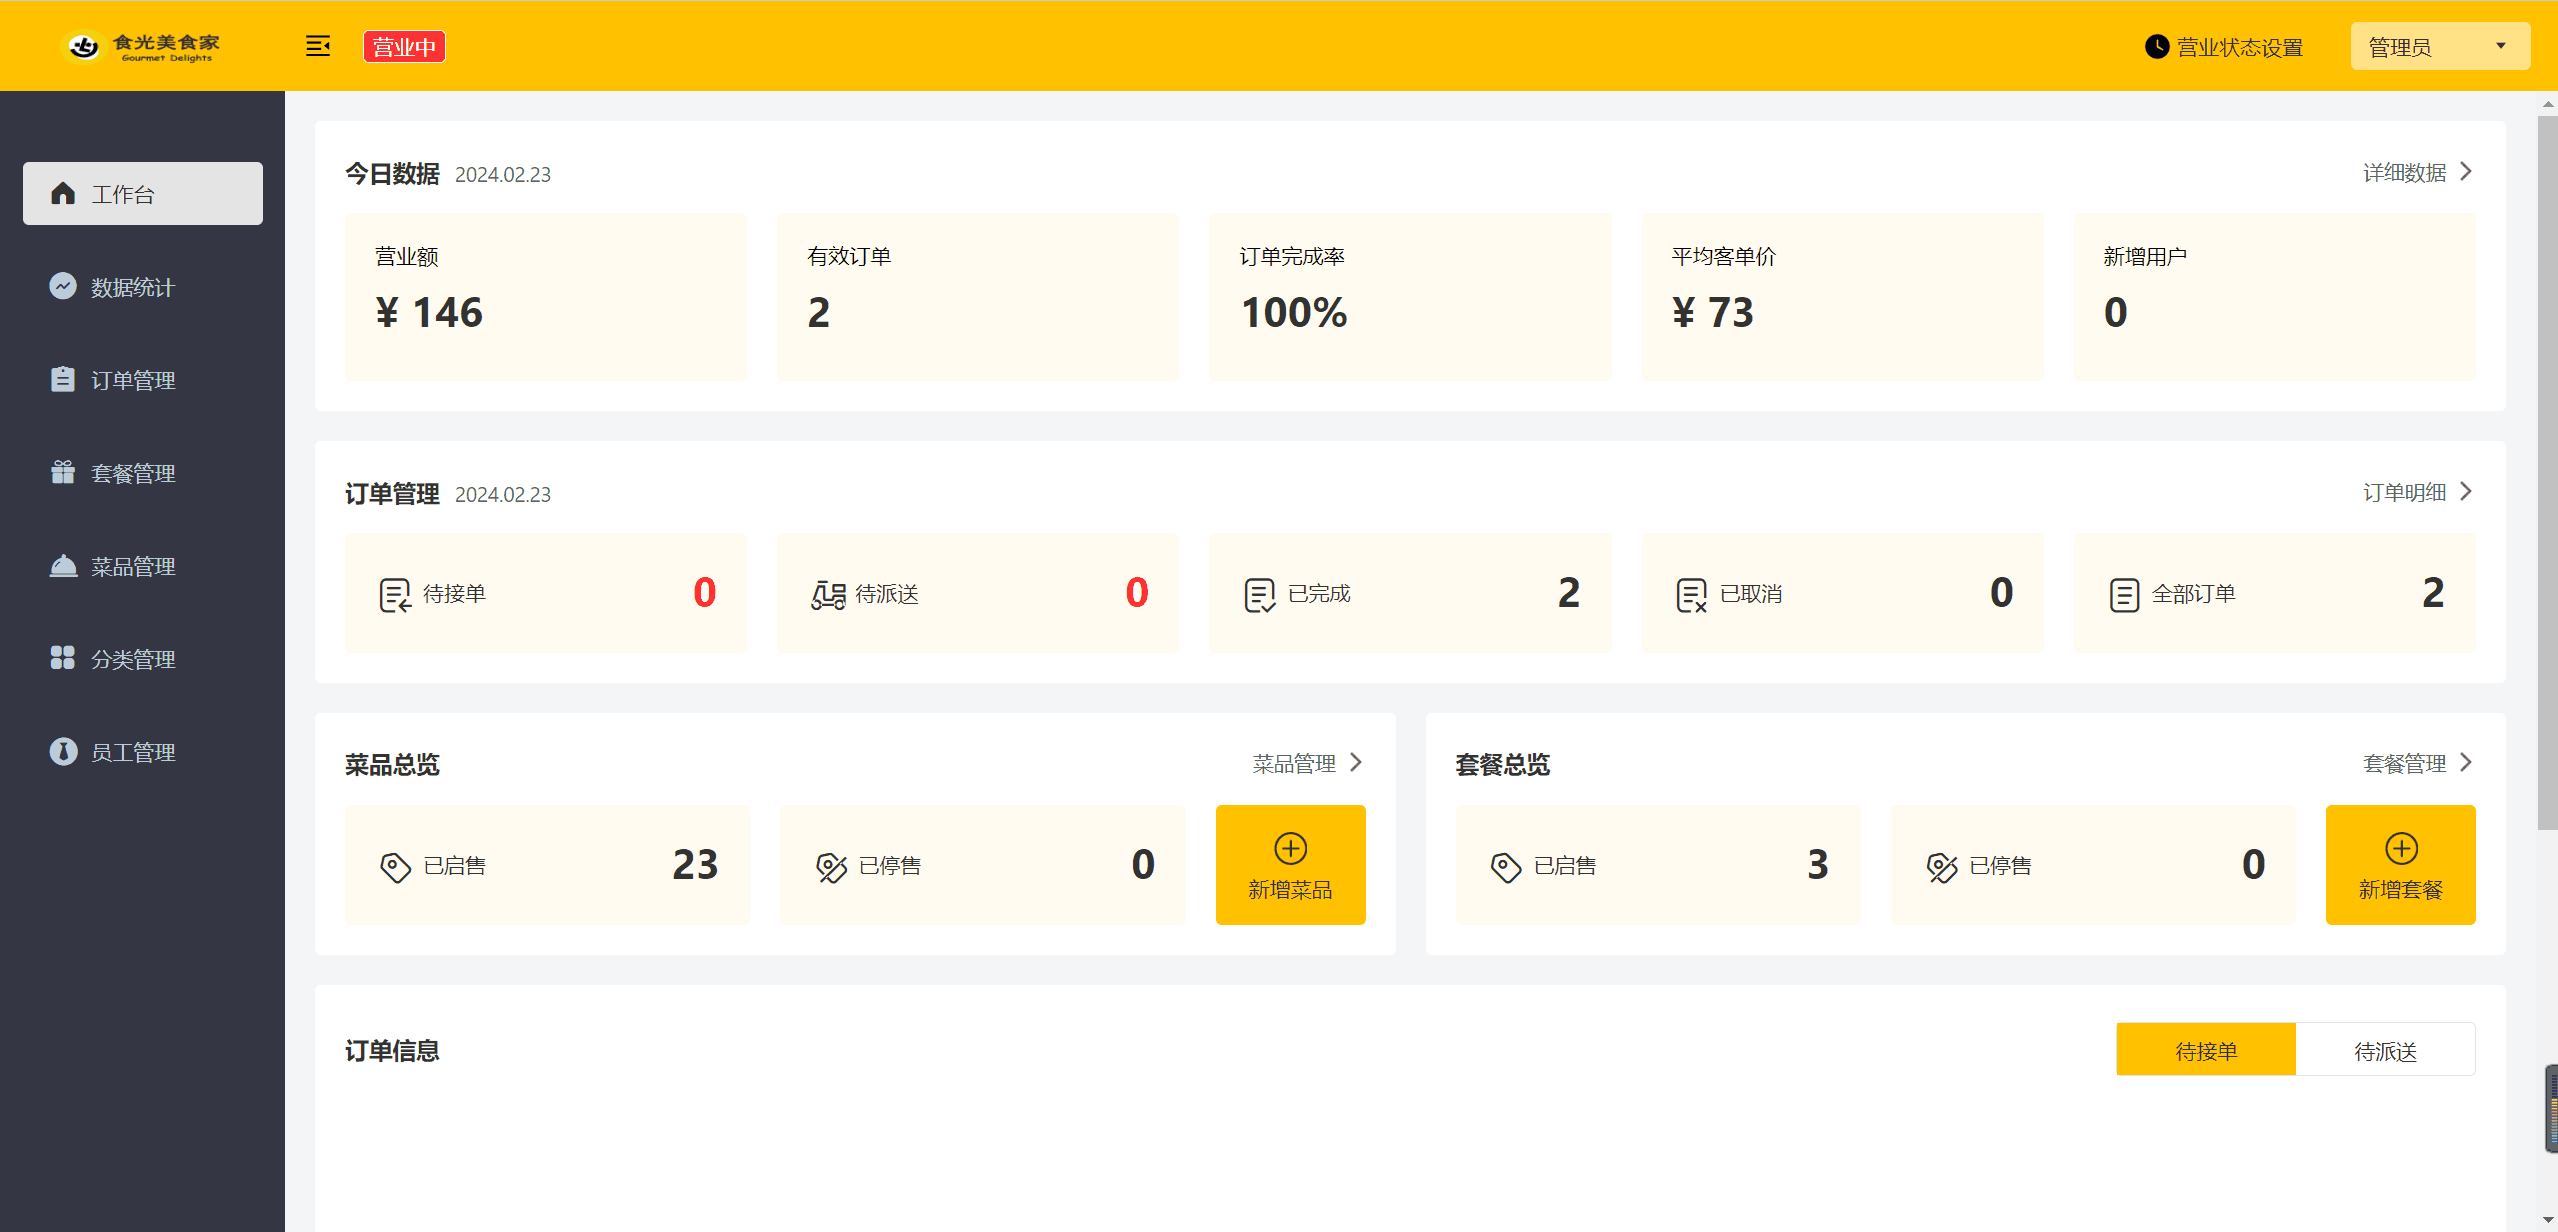 食光美食家
Gourmet Delights
营业中
营业状态设置
管理员
工作台
数据统计
订单管理
套餐管理
菜品管理
分类管理
员工管理
今日数据 2024.02.23
详细数据
营业额
¥ 146
有效订单
2
订单完成率
100%
平均客单价
¥ 73
新增用户
0
订单管理 2024.02.23
订单明细
待接单 0
待派送 0
已完成 2
已取消 0
全部订单 2
菜品总览
菜品管理
已启售 23
已停售 0
新增菜品
套餐总览
套餐管理
已启售 3
已停售 0
新增套餐
订单信息
待接单
待派送